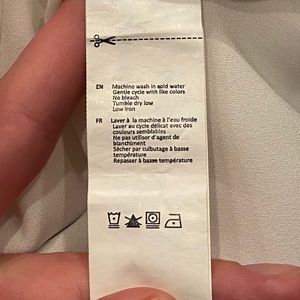 EN Machine wash in cold water
Gentle cycle with like colors
No bleach
Tumble dry low
Low iron
FR Laver à la machine à l'eau froide
Laver au cycle délicat avec des
couleurs semblables
Ne pas utiliser d'agent de
blanchiment
Sécher par culbutage à basse
température
Repasser à basse température